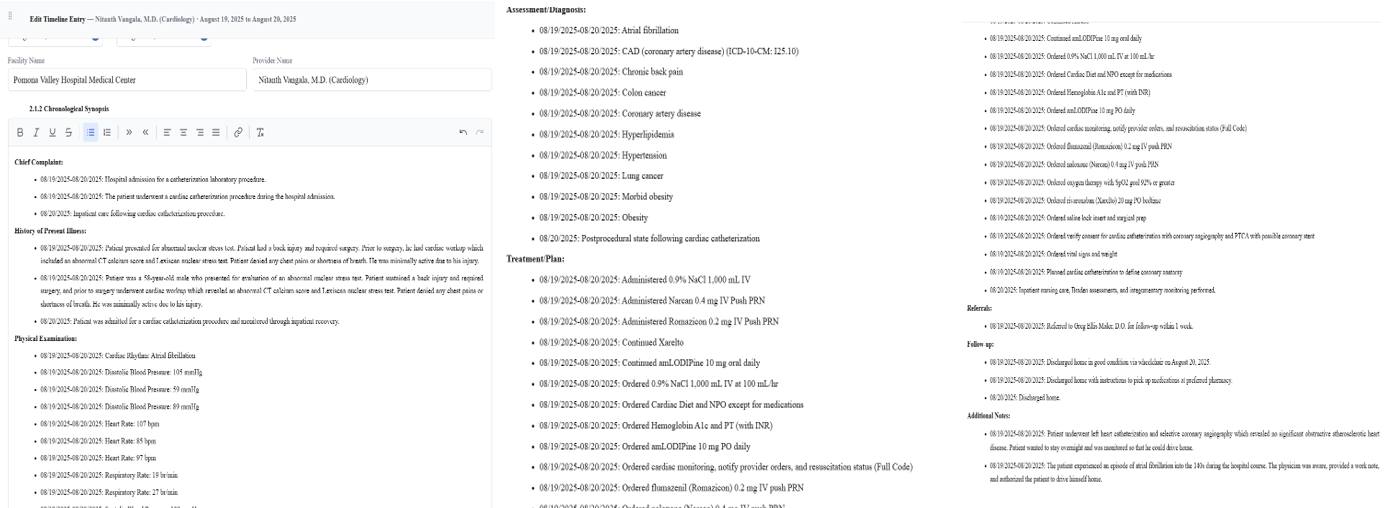 Edit Timeline Entry — Nitanth Vangala, M.D. (Cardiology) · August 19, 2025 to August 20, 2025
Facility Name
Provider Name
Pomona Valley Hospital Medical Center
Nitanth Vangala, M.D. (Cardiology)
2.1.2 Chronological Synopsis
B I U S
Chief Complaint:
• 08/19/2025-08/20/2025: Hospital admission for a catheterization laboratory procedure.
• 08/19/2025-08/20/2025: The patient underwent a cardiac catheterization procedure during the hospital admission.
• 08/20/2025: Inpatient care following cardiac catheterization procedure.
History of Present Illness:
• 08/19/2025-08/20/2025: Patient presented for abnormal nuclear stress test. Patient had a back injury and required surgery. Prior to surgery, he had cardiac workup which
included an abnormal CT calcium score and Lexiscan nuclear stress test. Patient denied any chest pains or shortness of breath. He was minimally active due to his injury.
• 08/19/2025-08/20/2025: Patient was a 58-year-old male who presented for evaluation of an abnormal nuclear stress test. Patient sustained a back injury and required
surgery, and prior to surgery underwent cardiac workup which revealed an abnormal CT calcium score and Lexiscan nuclear stress test. Patient denied any chest pains or
shortness of breath. He was minimally active due to his injury.
• 08/20/2025: Patient was admitted for a cardiac catheterization procedure and monitored through inpatient recovery.
Physical Examination:
• 08/19/2025-08/20/2025: Cardiac Rhythm: Atrial fibrillation
• 08/19/2025-08/20/2025: Diastolic Blood Pressure: 105 mmHg
• 08/19/2025-08/20/2025: Diastolic Blood Pressure: 59 mmHg
• 08/19/2025-08/20/2025: Diastolic Blood Pressure: 89 mmHg
• 08/19/2025-08/20/2025: Heart Rate: 107 bpm
• 08/19/2025-08/20/2025: Heart Rate: 85 bpm
• 08/19/2025-08/20/2025: Heart Rate: 97 bpm
• 08/19/2025-08/20/2025: Respiratory Rate: 19 br/min
• 08/19/2025-08/20/2025: Respiratory Rate: 27 br/min
Assessment/Diagnosis:
• 08/19/2025-08/20/2025: Atrial fibrillation
• 08/19/2025-08/20/2025: CAD (coronary artery disease) (ICD-10-CM: I25.10)
• 08/19/2025-08/20/2025: Chronic back pain
• 08/19/2025-08/20/2025: Colon cancer
• 08/19/2025-08/20/2025: Coronary artery disease
• 08/19/2025-08/20/2025: Hyperlipidemia
• 08/19/2025-08/20/2025: Hypertension
• 08/19/2025-08/20/2025: Lung cancer
• 08/19/2025-08/20/2025: Morbid obesity
• 08/19/2025-08/20/2025: Obesity
• 08/20/2025: Postprocedural state following cardiac catheterization
Treatment/Plan:
• 08/19/2025-08/20/2025: Administered 0.9% NaCl 1,000 mL IV
• 08/19/2025-08/20/2025: Administered Narcan 0.4 mg IV Push PRN
• 08/19/2025-08/20/2025: Administered Romazicon 0.2 mg IV Push PRN
• 08/19/2025-08/20/2025: Continued Xarelto
• 08/19/2025-08/20/2025: Continued amLODIPine 10 mg oral daily
• 08/19/2025-08/20/2025: Ordered 0.9% NaCl 1,000 mL IV at 100 mL/hr
• 08/19/2025-08/20/2025: Ordered Cardiac Diet and NPO except for medications
• 08/19/2025-08/20/2025: Ordered Hemoglobin A1c and PT (with INR)
• 08/19/2025-08/20/2025: Ordered amLODIPine 10 mg PO daily
• 08/19/2025-08/20/2025: Ordered cardiac monitoring, notify provider orders, and resuscitation status (Full Code)
• 08/19/2025-08/20/2025: Ordered flumazenil (Romazicon) 0.2 mg IV push PRN
• 08/19/2025-08/20/2025: Continued amLODIPine 10 mg oral daily
• 08/19/2025-08/20/2025: Ordered 0.9% NaCl 1,000 mL IV at 100 mL/hr
• 08/19/2025-08/20/2025: Ordered Cardiac Diet and NPO except for medications
• 08/19/2025-08/20/2025: Ordered Hemoglobin A1c and PT (with INR)
• 08/19/2025-08/20/2025: Ordered amLODIPine 10 mg PO daily
• 08/19/2025-08/20/2025: Ordered cardiac monitoring, notify provider orders, and resuscitation status (Full Code)
• 08/19/2025-08/20/2025: Ordered flumazenil (Romazicon) 0.2 mg IV push PRN
• 08/19/2025-08/20/2025: Ordered naloxone (Narcan) 0.4 mg IV push PRN
• 08/19/2025-08/20/2025: Ordered oxygen therapy with SpO2 goal 92% or greater
• 08/19/2025-08/20/2025: Ordered rivaroxaban (Xarelto) 20 mg PO bedtime
• 08/19/2025-08/20/2025: Ordered saline lock insert and surgical prep
• 08/19/2025-08/20/2025: Ordered verify consent for cardiac catheterization with coronary angiography and PTCA with possible coronary stent
• 08/19/2025-08/20/2025: Ordered vital signs and weight
• 08/19/2025-08/20/2025: Planned cardiac catheterization to define coronary anatomy
• 08/20/2025: Inpatient nursing care, Braden assessments, and integumentary monitoring performed.
Referrals:
• 08/19/2025-08/20/2025: Referred to Greg Ellis Maler, D.O. for follow-up within 1 week.
Follow up:
• 08/19/2025-08/20/2025: Discharged home in good condition via wheelchair on August 20, 2025.
• 08/19/2025-08/20/2025: Discharged home with instructions to pick up medications at preferred pharmacy.
• 08/20/2025: Discharged home.
Additional Notes:
• 08/19/2025-08/20/2025: Patient underwent left heart catheterization and selective coronary angiography which revealed no significant obstructive atherosclerotic heart
disease. Patient wanted to stay overnight and was monitored so that he could drive home.
• 08/19/2025-08/20/2025: The patient experienced an episode of atrial fibrillation into the 140s during the hospital course. The physician was aware, provided a work note,
and authorized the patient to drive himself home.